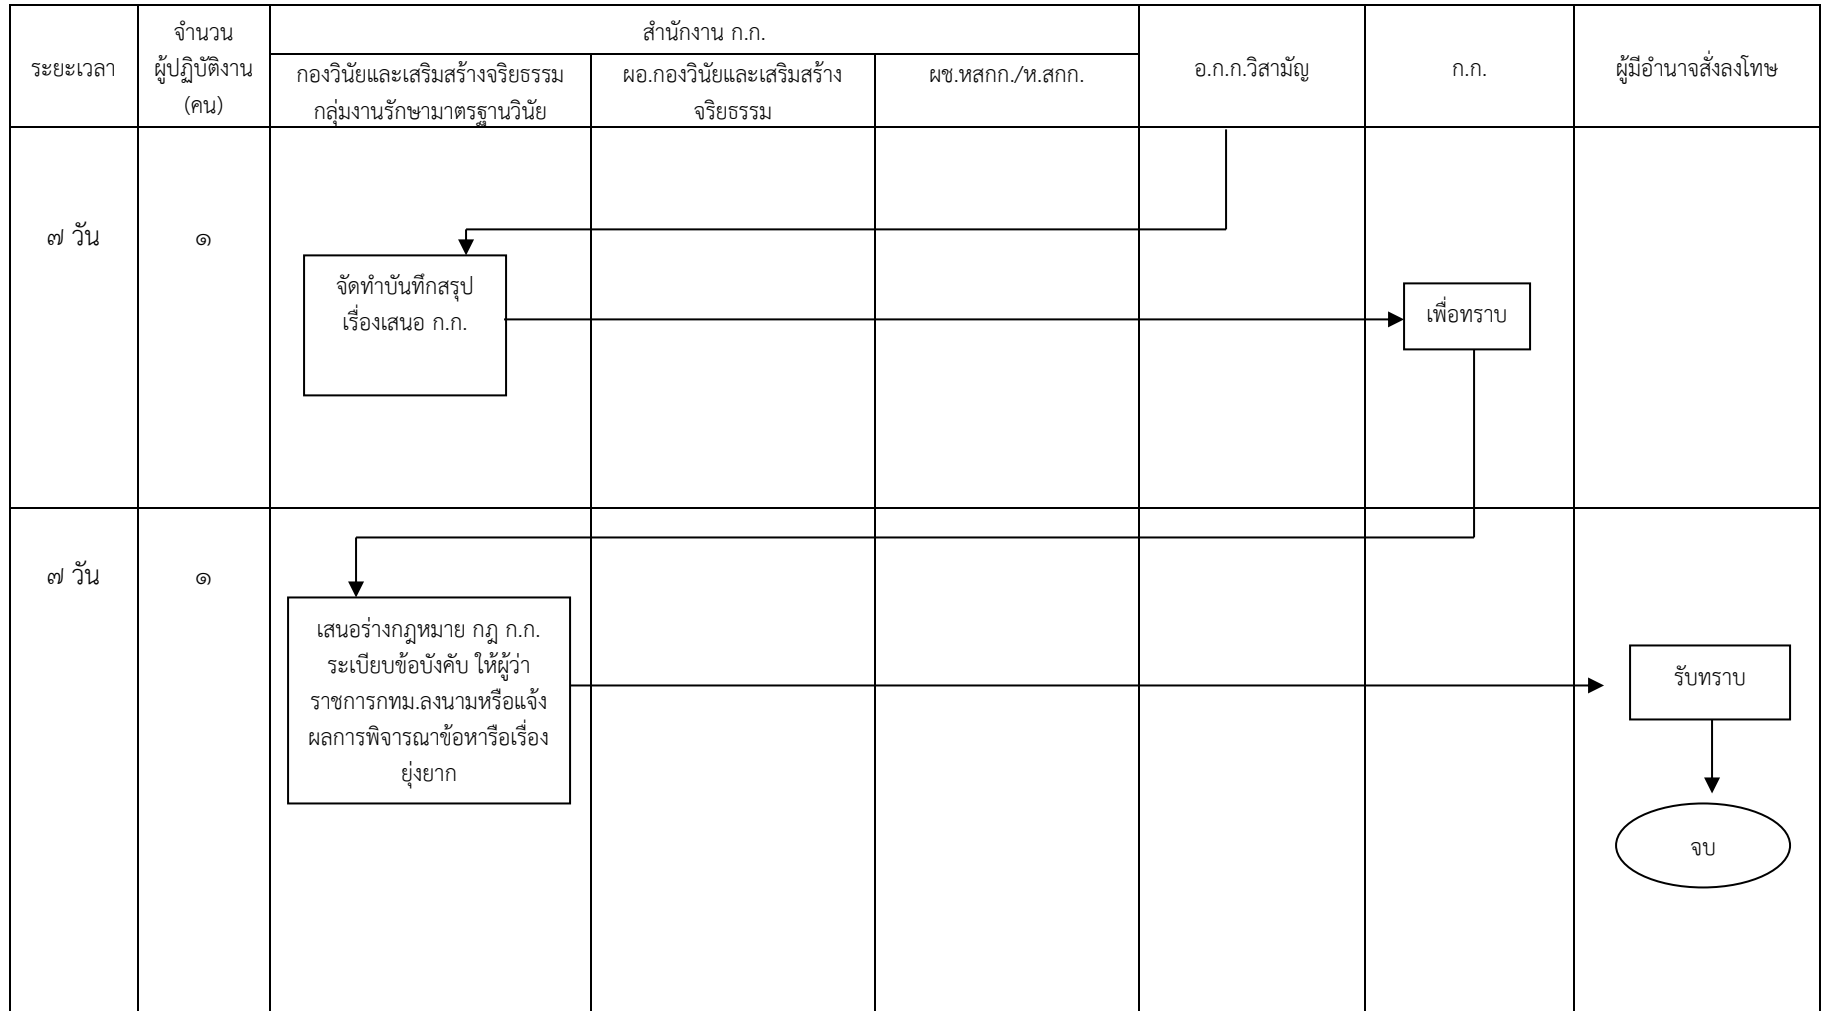 ระยะเวลา
จำนวน
ผู้ปฏิบัติงาน
(คน)
สำนักงาน ก.ก.
กองวินัยและเสริมสร้างจริยธรรม
กลุ่มงานรักษามาตรฐานวินัย
ผอ.กองวินัยและเสริมสร้าง
จริยธรรม
ผช.หสกก./ห.สกก.
อ.ก.ก.วิสามัญ
ก.ก.
ผู้มีอำนาจสั่งลงโทษ
๗ วัน
๑
จัดทำบันทึกสรุป
เรื่องเสนอ ก.ก.
เพื่อทราบ
๗ วัน
๑
เสนอร่างกฎหมาย กฎ ก.ก.
ระเบียบข้อบังคับ ให้ผู้ว่า
ราชการกทม.ลงนามหรือแจ้ง
ผลการพิจารณาข้อหารือเรื่อง
ยุ่งยาก
รับทราบ
จบ